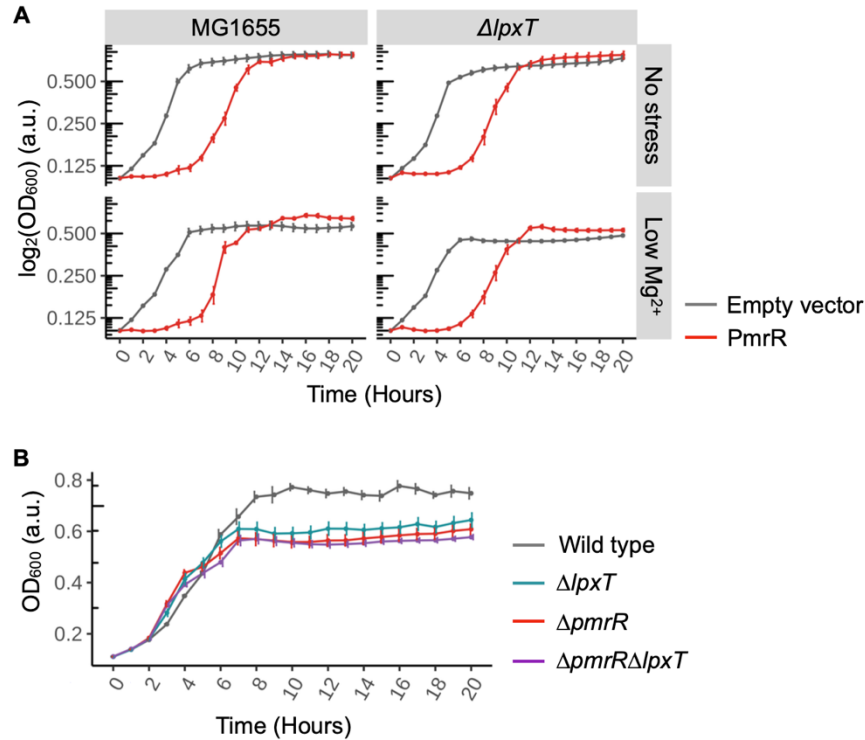 A
MG1655
ΔlpxT
0.500
0.250
0.125
No stress
0.500
0.250
0.125
Low Mg²⁺
log₂(OD₆₀₀) (a.u.)
0 2 4 6 8 10 12 14 16 18 20
0 2 4 6 8 10 12 14 16 18 20
Time (Hours)
Empty vector
PmrR
B
0.8
0.6
0.4
0.2
OD₆₀₀ (a.u.)
0 2 4 6 8 10 12 14 16 18 20
Time (Hours)
Wild type
ΔlpxT
ΔpmrR
ΔpmrRΔlpxT